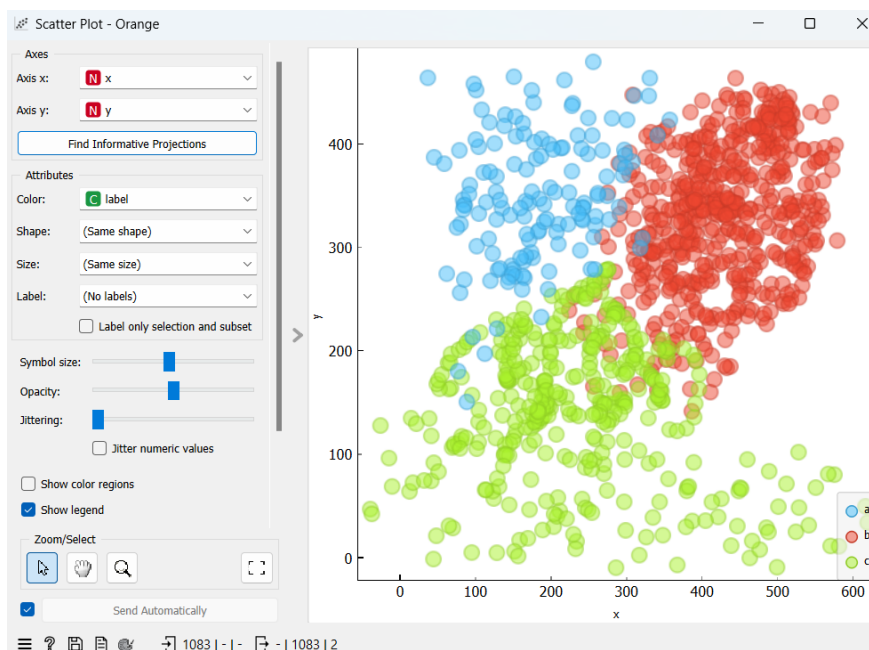 Scatter Plot - Orange
Axes
Axis x: N x
Axis y: N y
Find Informative Projections
Attributes
Color: C label
Shape: (Same shape)
Size: (Same size)
Label: (No labels)
Label only selection and subset
Symbol size:
Opacity:
Jittering:
Jitter numeric values
Show color regions
Show legend
Zoom/Select
Send Automatically
? 1083 | - | - - | 1083 | 2
y
400
300
200
100
0
0 100 200 300 400 500 600
x
a
b
c